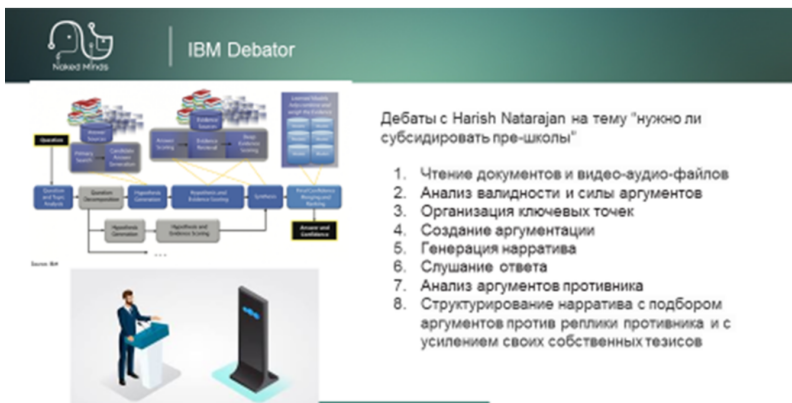 Naked Minds
IBM Debator
Question
Answer
Sources
Evidence
Sources
Primary
Search
Candidate
Answer
Generation
Answer
Scoring
Evidence
Retrieval
Deep
Evidence
Scoring
Question
and Topic
Analysis
Question
Decomposition
Hypothesis
Generation
Hypothesis and
Evidence Scoring
Synthesis
Final Confidence
Merging and
Ranking
Hypothesis
Generation
Hypothesis and
Evidence Scoring
Answer and
Confidence
Source: IBM
Дебаты с Harish Natarajan на тему "нужно ли
субсидировать пре-школы"
1. Чтение документов и видео-аудио-файлов
2. Анализ валидности и силы аргументов
3. Организация ключевых точек
4. Создание аргументации
5. Генерация нарратива
6. Слушание ответа
7. Анализ аргументов противника
8. Структурирование нарратива с подбором
аргументов против реплики противника и с
усилением своих собственных тезисов